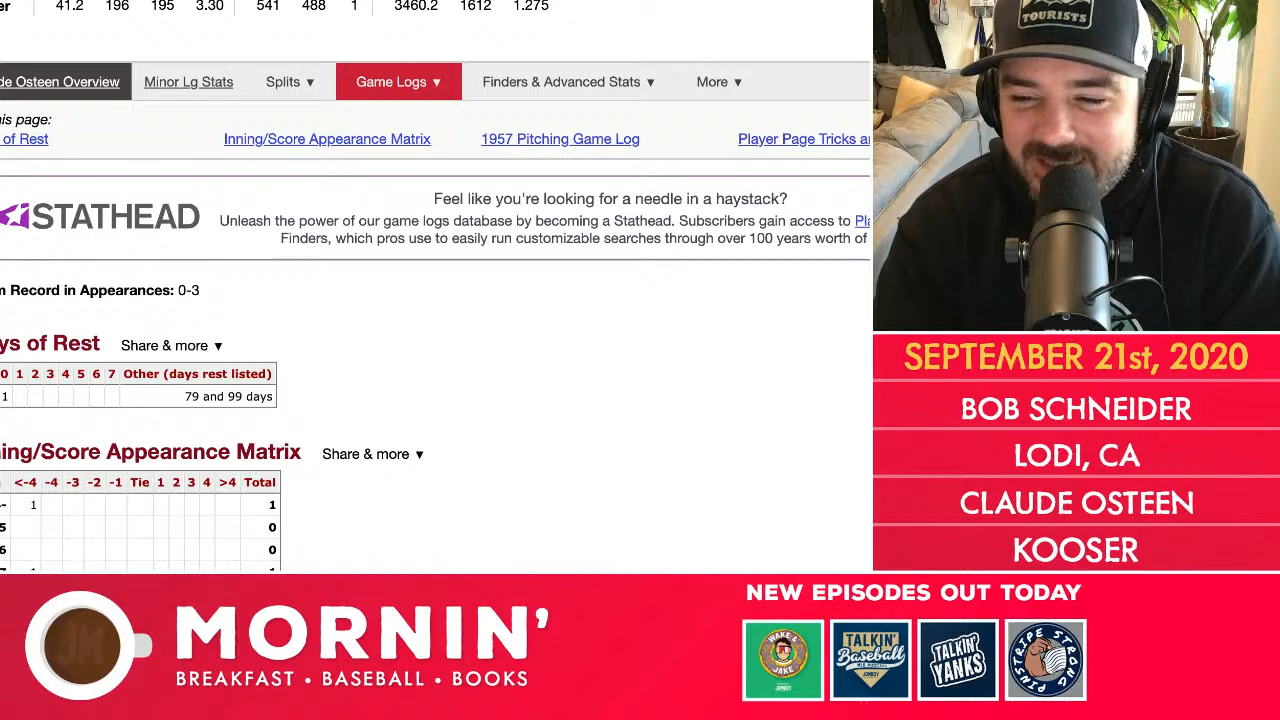 er 41.2 196 195 3.30 541 488 1 3460.2 1612 1.275
de Osteen Overview Minor Lg Stats Splits ▼ Game Logs ▼ Finders & Advanced Stats ▼ More ▼
his page:
of Rest Inning/Score Appearance Matrix 1957 Pitching Game Log Player Page Tricks a
STATHEAD
Feel like you're looking for a needle in a haystack?
Unleash the power of our game logs database by becoming a Stathead. Subscribers gain access to Pl
Finders, which pros use to easily run customizable searches through over 100 years worth of
m Record in Appearances: 0-3
ys of Rest Share & more ▼
0 1 2 3 4 5 6 7 Other (days rest listed)
1 79 and 99 days
ning/Score Appearance Matrix Share & more ▼
<-4 -4 -3 -2 -1 Tie 1 2 3 4 >4 Total
- 1 1
5 0
6 0
TOURISTS
SEPTEMBER 21st, 2020
BOB SCHNEIDER
LODI, CA
CLAUDE OSTEEN
KOOSER
JK
MORNIN'
BREAKFAST • BASEBALL • BOOKS
NEW EPISODES OUT TODAY
WAKE & JAKE
JOMBOY
TALKIN'
Baseball
JOMBOY
TALKIN'
YANKS
PINSTRIPE STRONG